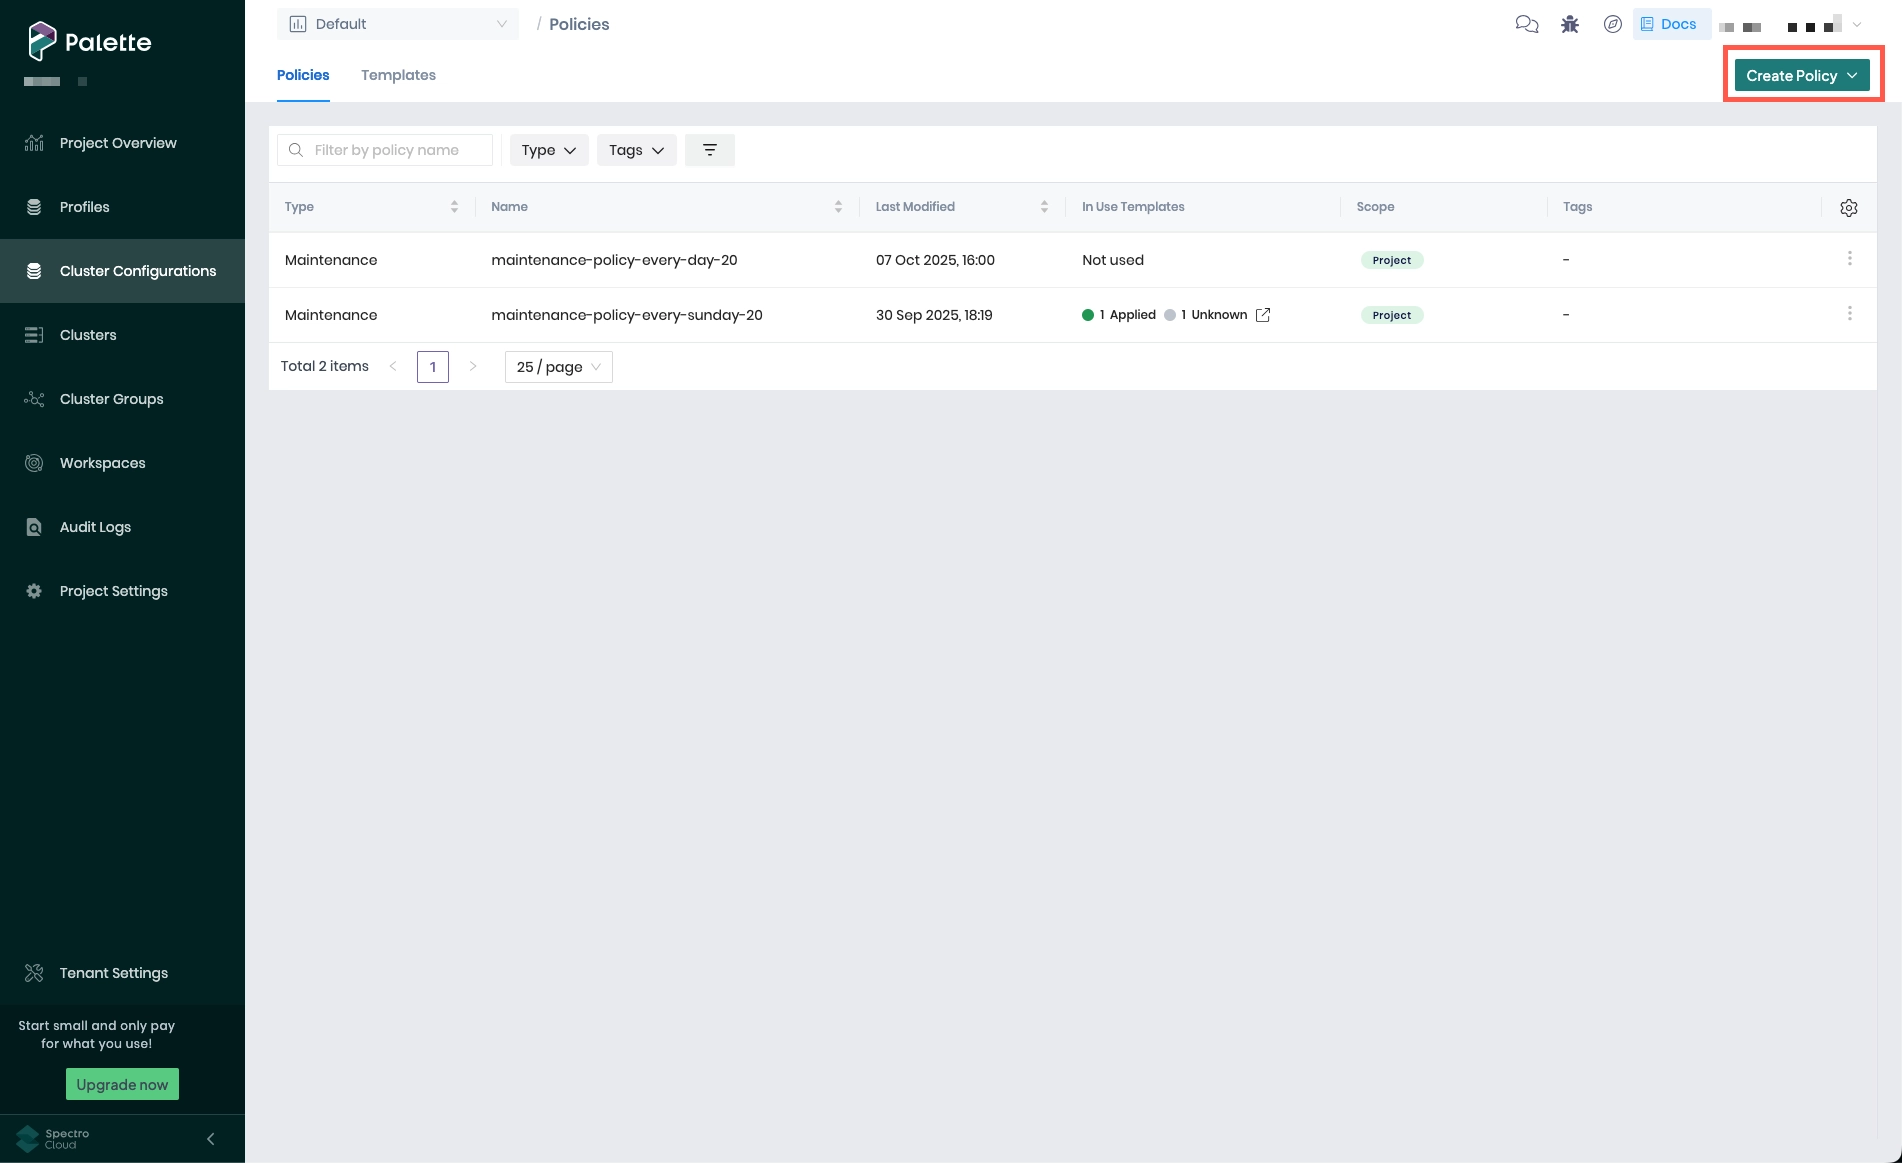 Palette
Default
/ Policies
Docs
Policies
Templates
Create Policy
Project Overview
Profiles
Cluster Configurations
Clusters
Cluster Groups
Workspaces
Audit Logs
Project Settings
Tenant Settings
Start small and only pay
for what you use!
Upgrade now
Spectro
Cloud
Filter by policy name
Type
Tags
Type Name Last Modified In Use Templates Scope Tags
Maintenance maintenance-policy-every-day-20 07 Oct 2025, 16:00 Not used Project -
Maintenance maintenance-policy-every-sunday-20 30 Sep 2025, 18:19 1 Applied 1 Unknown Project -
Total 2 items < 1 > 25 / page